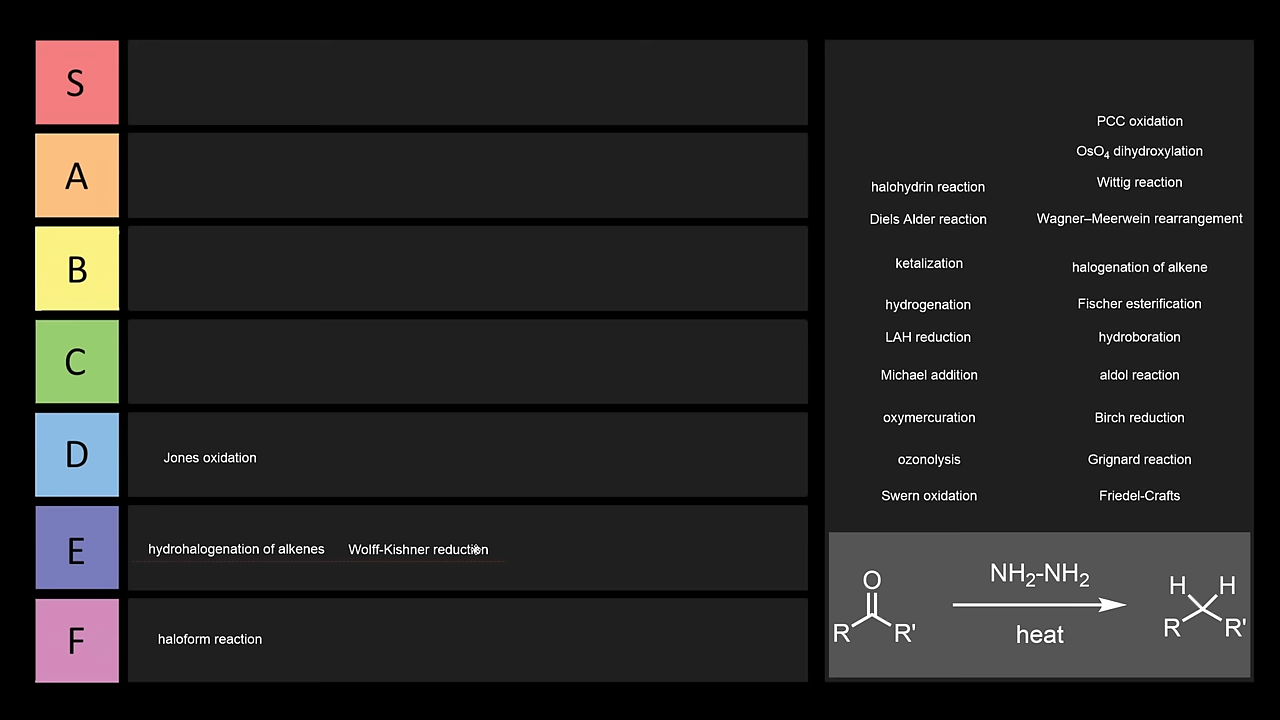 S
A
B
C
D
Jones oxidation
E
hydrohalogenation of alkenes Wolff-Kishner reduction
F
haloform reaction
halohydrin reaction
Diels Alder reaction
ketalization
hydrogenation
LAH reduction
Michael addition
oxymercuration
ozonolysis
Swern oxidation
PCC oxidation
OsO₄ dihydroxylation
Wittig reaction
Wagner–Meerwein rearrangement
halogenation of alkene
Fischer esterification
hydroboration
aldol reaction
Birch reduction
Grignard reaction
Friedel-Crafts
O
R R'
NH₂-NH₂
heat
H H
R R'